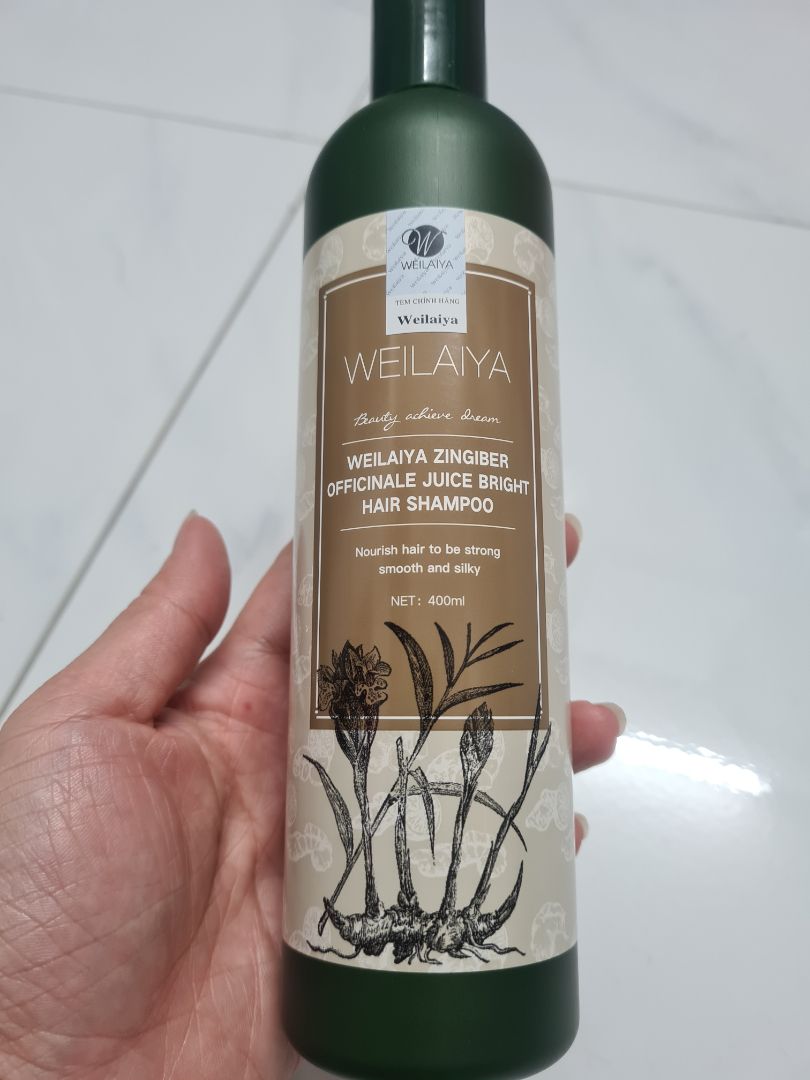 W
WEILAIYA
TEM CHÍNH HÃNG
Weilaiya
WEILAIYA
Beauty achieve dream
WEILAIYA ZINGIBER
OFFICINALE JUICE BRIGHT
HAIR SHAMPOO
Nourish hair to be strong
smooth and silky
NET: 400ml